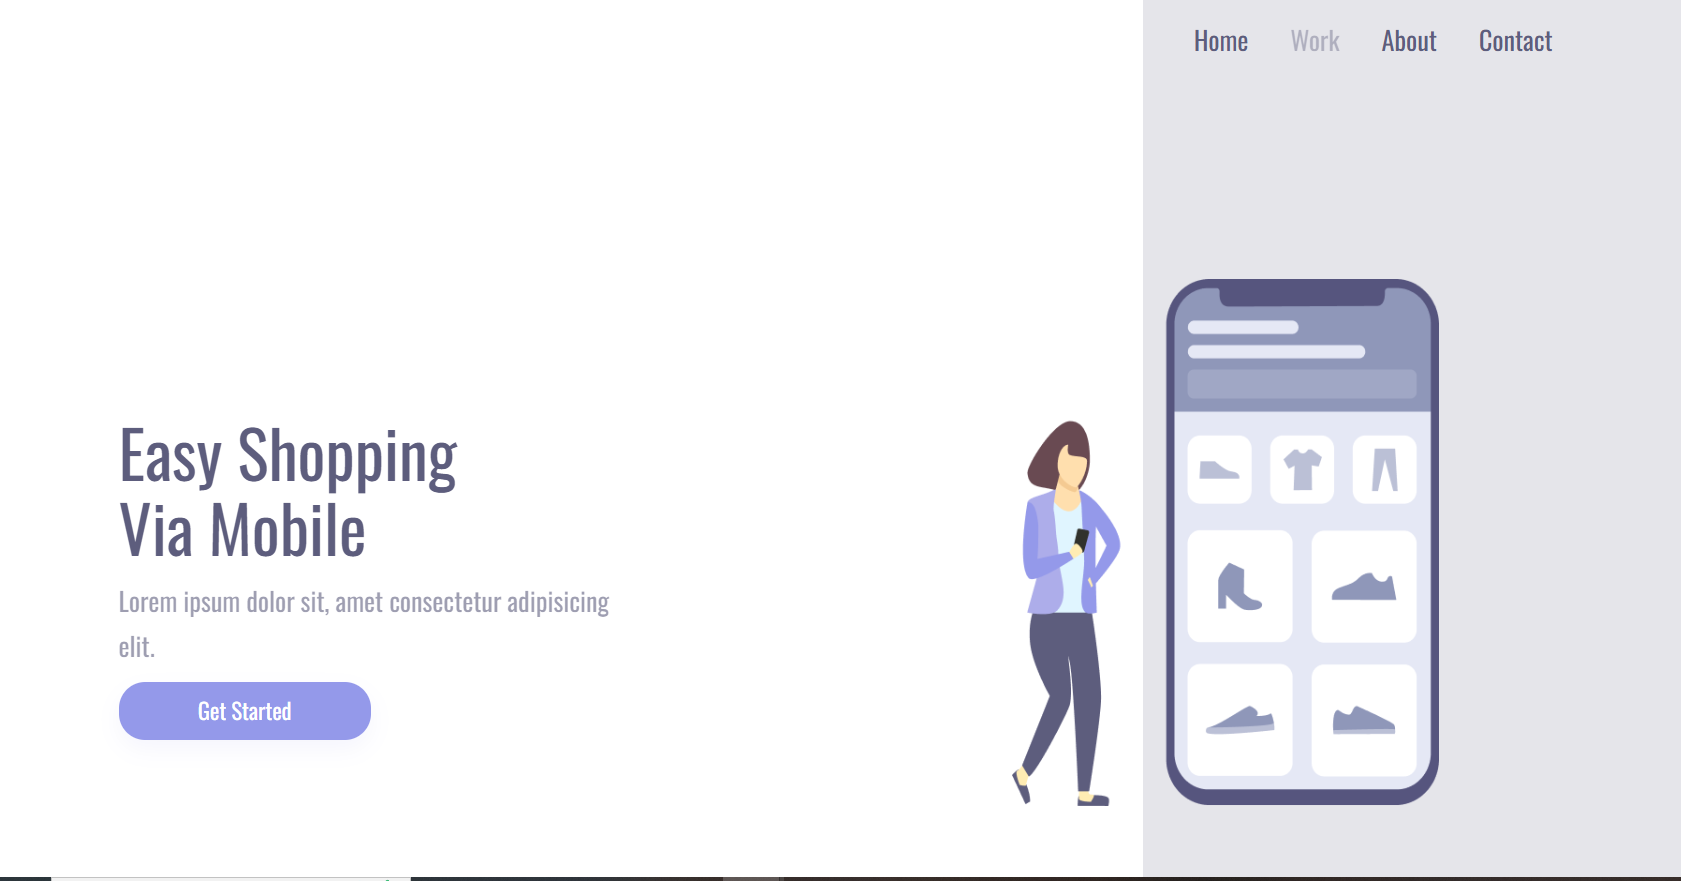 Home Work About Contact
Easy Shopping
Via Mobile
Lorem ipsum dolor sit, amet consectetur adipisicing
elit.
Get Started